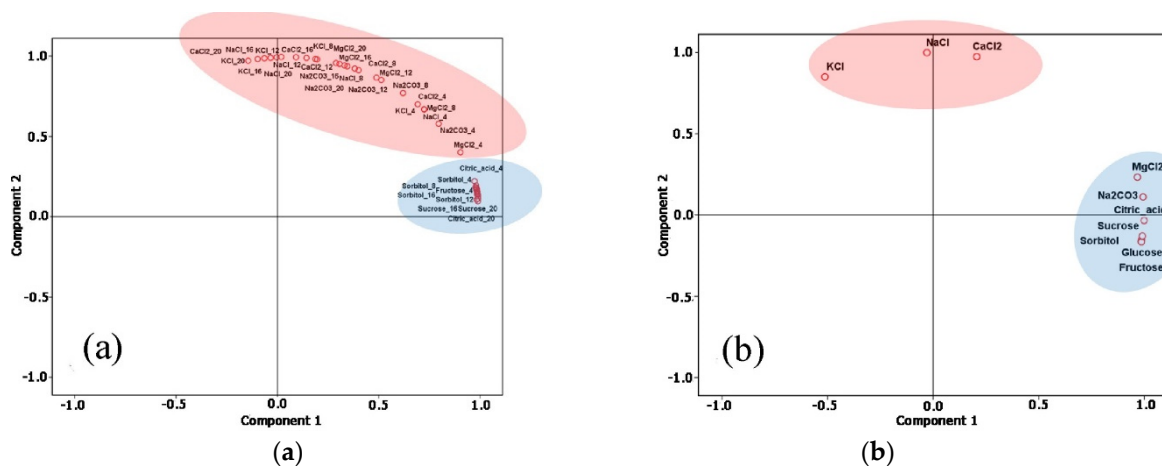 1.0
0.5
0.0
0.5
-1.0
Component 2
CaCl2_20
NaCl_16
KCl_12
CaCl2_16
KCl_8
MgCl2_20
KCl_20
NaCl_12
MgCl2_16
CaCl2_8
KCl_16
NaCl_20
CaCl2_12
MgCl2_12
Na2CO3_16
NaCl_8
Na2CO3_20
Na2CO3_12
Na2CO3_8
CaCl2_4
KCl_4
MgCl2_8
NaCl_4
Na2CO3_4
MgCl2_4
Citric_acid_4
Sorbitol_4
Sorbitol_8
Fructose_4
Sorbitol_16
Sorbitol_12
Sucrose_16
Sucrose_20
Citric_acid_20
(a)
-1.0
-0.5
0.0
0.5
1.0
Component 1
(a)
1.0
0.5
0.0
-0.5
-1.0
Component 2
NaCl
CaCl2
KCl
MgCl2
Na2CO3
Citric_acid
Sucrose
Sorbitol
Glucose
Fructose
(b)
-1.0
-0.5
0.0
0.5
1.0
Component 1
(b)